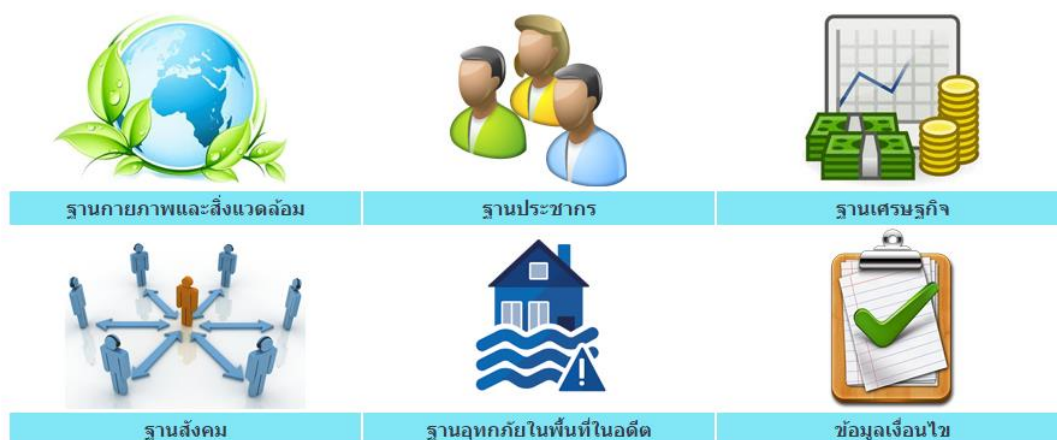 ฐานกายภาพและสิ่งแวดล้อม
ฐานประชากร
ฐานเศรษฐกิจ
ฐานสังคม
ฐานอุทกภัยในพื้นที่ในอดีต
ข้อมูลเงื่อนไข